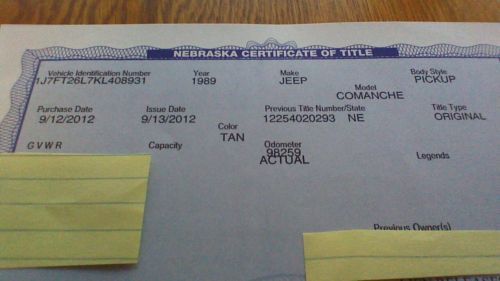 NEBRASKA CERTIFICATE OF TITLE
Vehicle Identification Number Year Make Body Style
1J7FT26L7KL408931 1989 JEEP PICKUP
Model
COMANCHE
Purchase Date Issue Date Previous Title Number/State Title Type
9/12/2012 9/13/2012 12254020293 NE ORIGINAL
Color
TAN
G V W R Capacity Odometer Legends
98259
ACTUAL
Previous Owner(s)